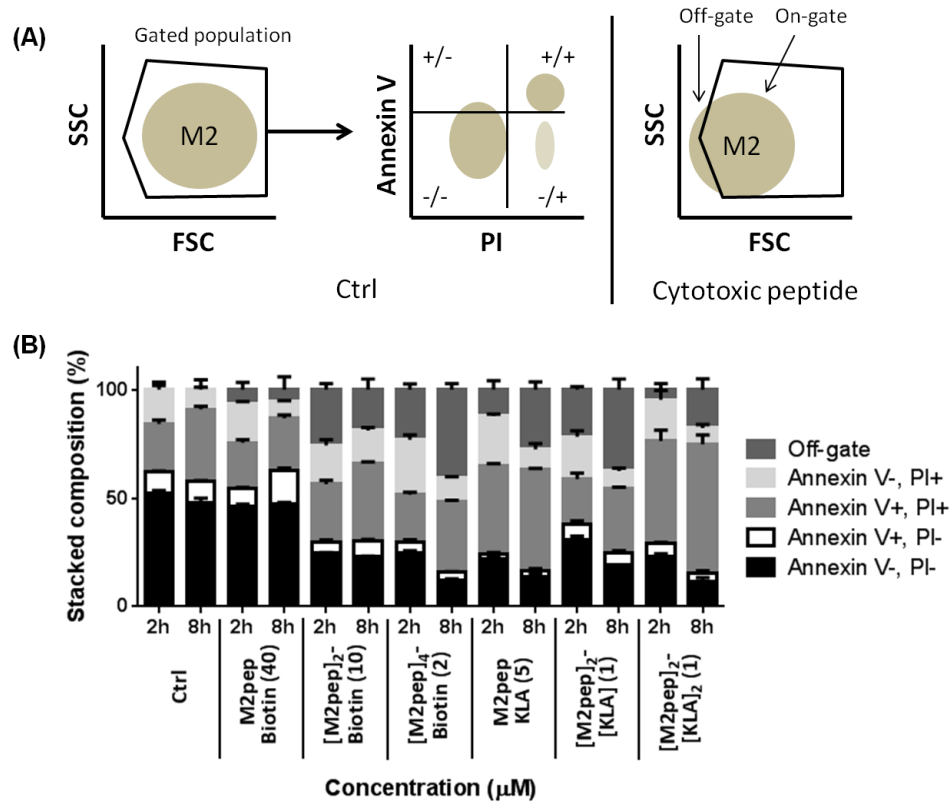 (A)
Gated population
SSC
M2
FSC
Annexin V
+/-
+/+
-/-
-/+
PI
Ctrl
Off-gate
On-gate
SSC
M2
FSC
Cytotoxic peptide
(B)
Stacked composition (%)
100
50
0
2h 8h 2h 8h 2h 8h 2h 8h 2h 8h 2h 8h 2h 8h
Ctrl
M2pep
Biotin (40)
[M2pep]₂-
Biotin (10)
[M2pep]₄-
Biotin (2)
M2pep
KLA (5)
[M2pep]₂-
[KLA] (1)
[M2pep]₂-
[KLA]₂ (1)
Concentration (μM)
Off-gate
Annexin V-, PI+
Annexin V+, PI+
Annexin V+, PI-
Annexin V-, PI-